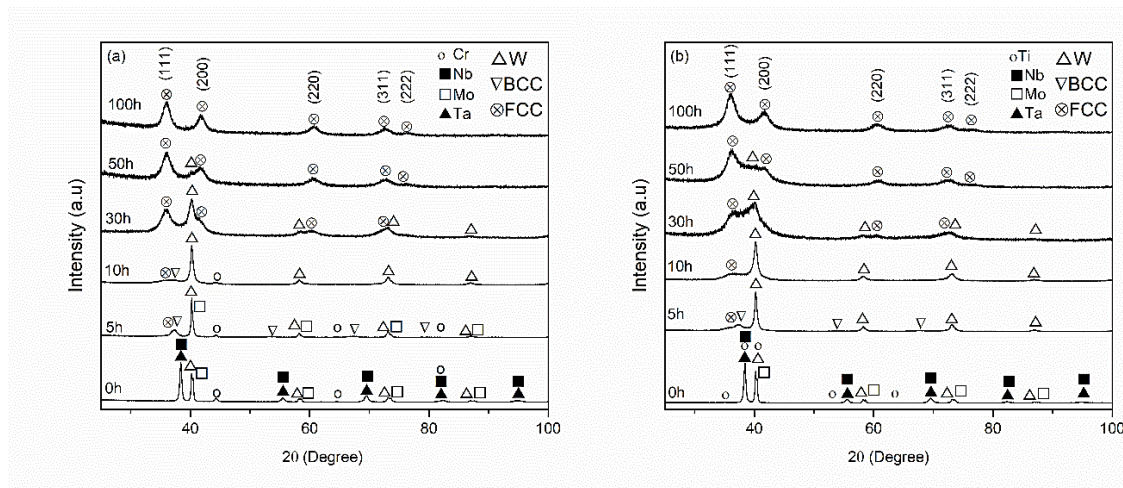 (a)
(111)
(200)
(220)
(311)
(222)
Cr
Nb
Mo
Ta
W
BCC
FCC
100h
50h
30h
10h
5h
0h
Intensity (a.u)
40
60
80
100
2θ (Degree)
(b)
(111)
(200)
(220)
(311)
(222)
Ti
Nb
Mo
Ta
W
BCC
FCC
100h
50h
30h
10h
5h
0h
Intensity (a.u)
40
60
80
100
2θ (Degree)